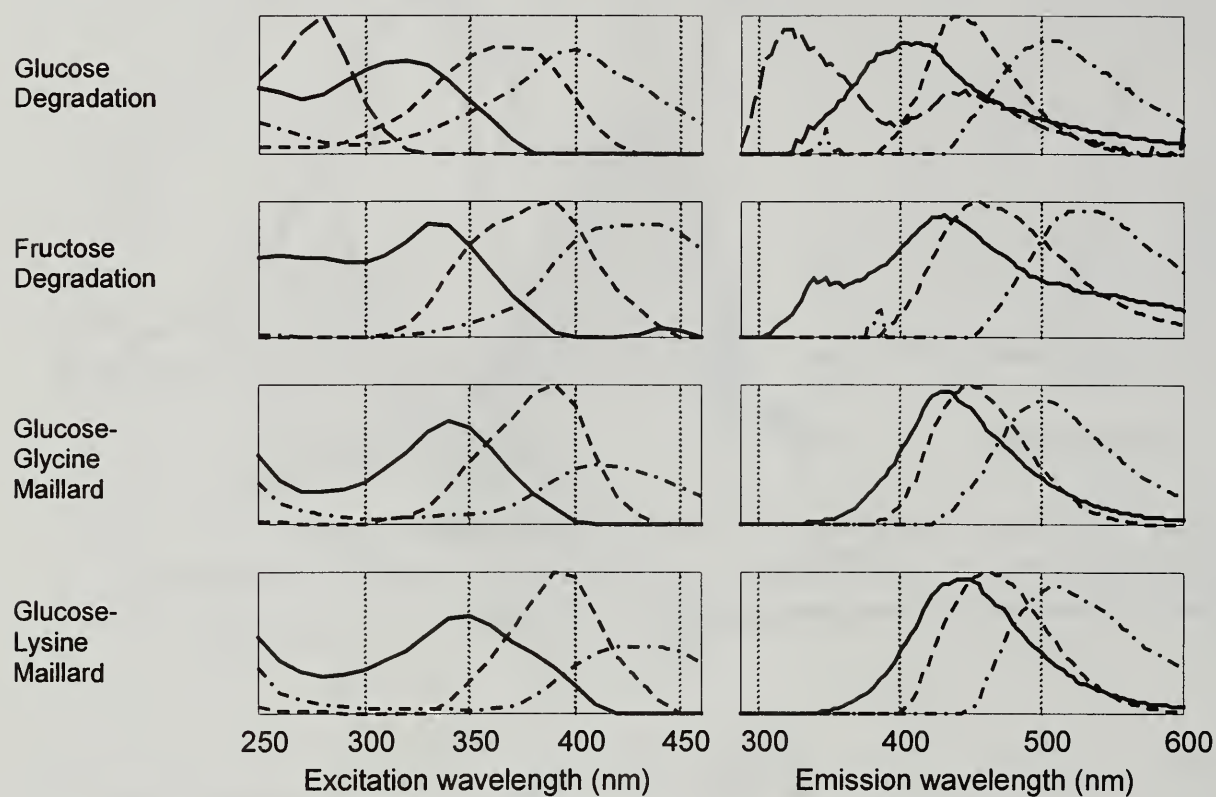 Glucose
Degradation
Fructose
Degradation
Glucose-
Glycine
Maillard
Glucose-
Lysine
Maillard
250 300 350 400 450 300 400 500 600
Excitation wavelength (nm) Emission wavelength (nm)